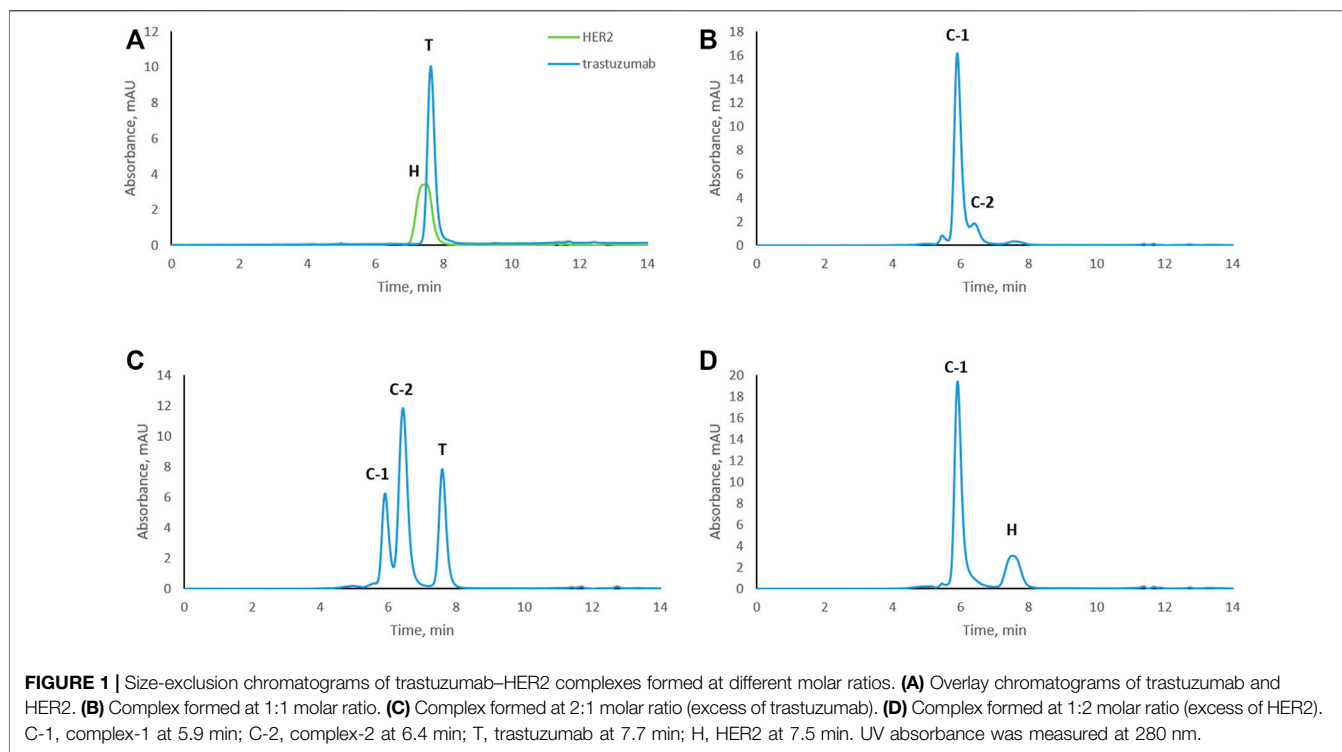 A
T
H
HER2
trastuzumab
12
10
8
6
4
2
0
Absorbance, mAU
0 2 4 6 8 10 12 14
Time, min
B
C-1
C-2
18
16
14
12
10
8
6
4
2
0
Absorbance, mAU
0 2 4 6 8 10 12 14
Time, min
C
C-1
C-2
T
14
12
10
8
6
4
2
0
Absorbance, mAU
0 2 4 6 8 10 12 14
Time, min
D
C-1
H
20
18
16
14
12
10
8
6
4
2
0
Absorbance, mAU
0 2 4 6 8 10 12 14
Time, min
FIGURE 1 | Size-exclusion chromatograms of trastuzumab–HER2 complexes formed at different molar ratios. (A) Overlay chromatograms of trastuzumab and
HER2. (B) Complex formed at 1:1 molar ratio. (C) Complex formed at 2:1 molar ratio (excess of trastuzumab). (D) Complex formed at 1:2 molar ratio (excess of HER2).
C-1, complex-1 at 5.9 min; C-2, complex-2 at 6.4 min; T, trastuzumab at 7.7 min; H, HER2 at 7.5 min. UV absorbance was measured at 280 nm.